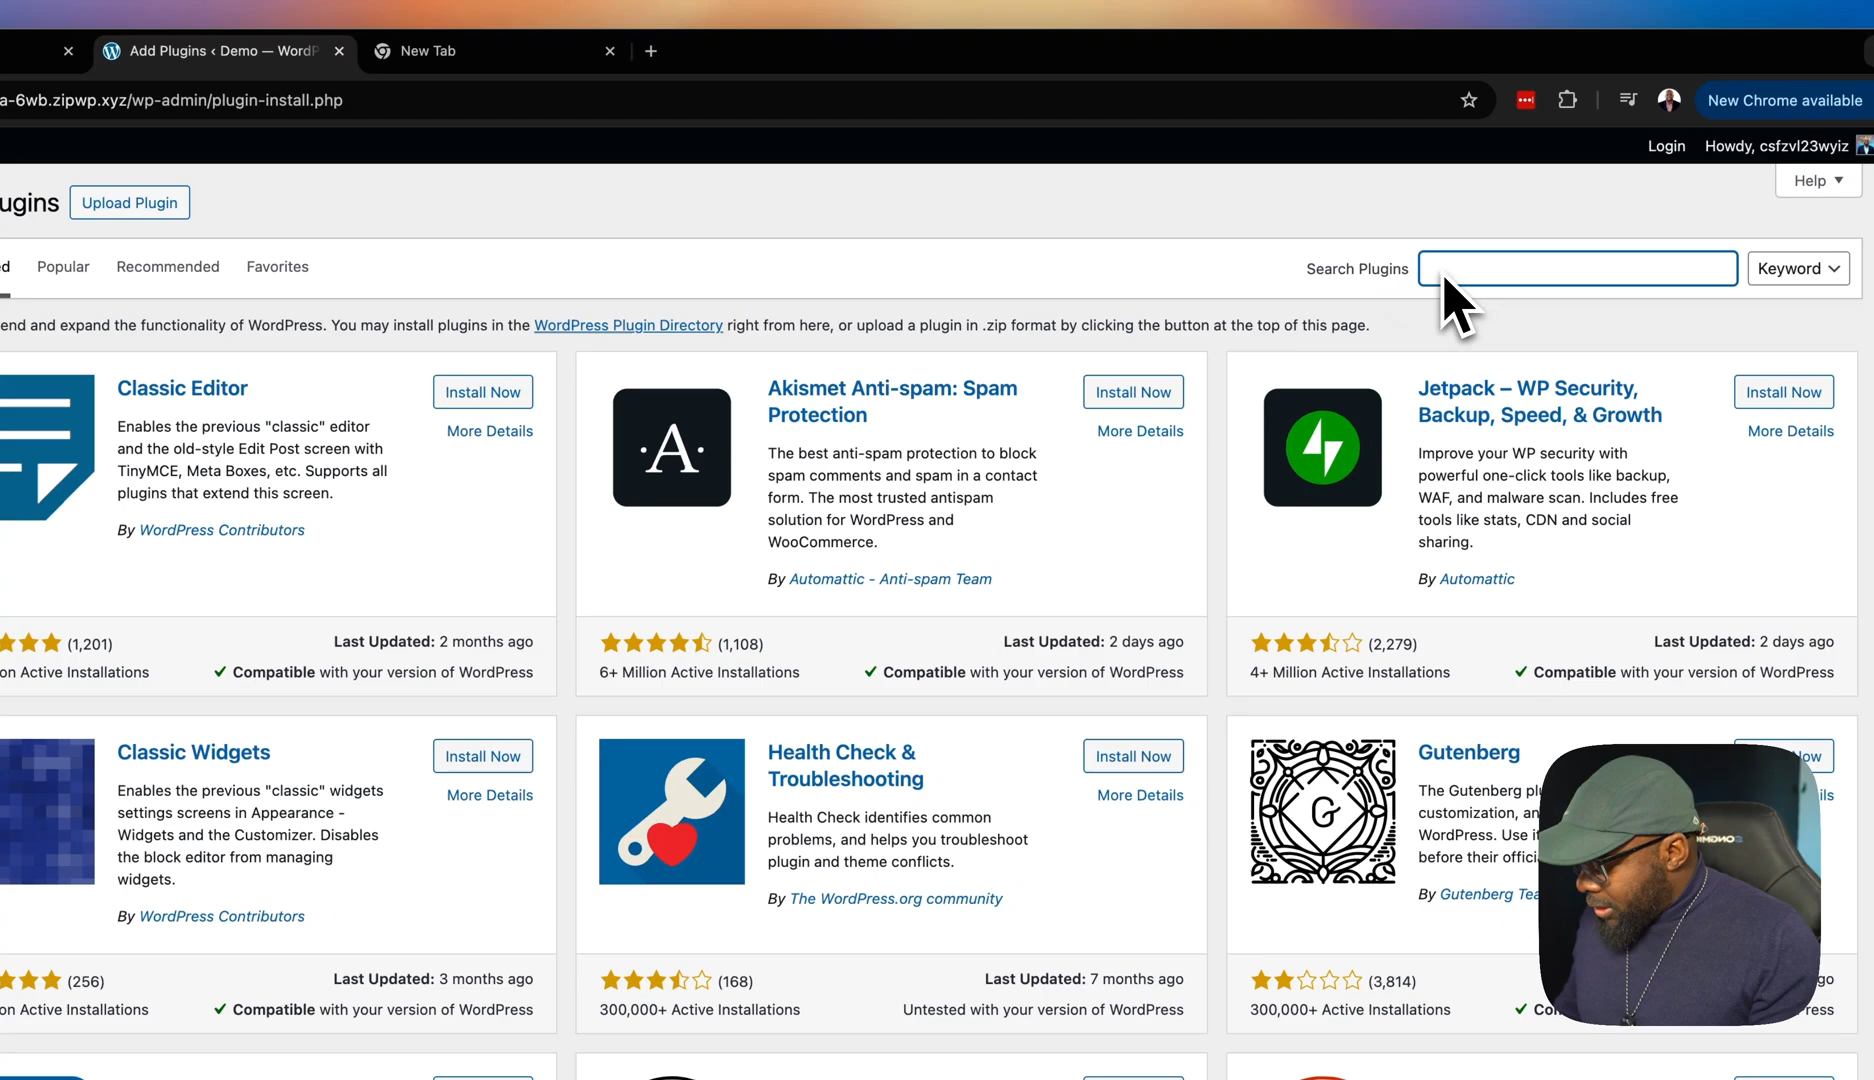 Add Plugins ‹ Demo — WordP
New Tab
a-6wb.zipwp.xyz/wp-admin/plugin-install.php
New Chrome available
Login
Howdy, csfzvl23wyiz
Help
ugins
Upload Plugin
d
Popular
Recommended
Favorites
Search Plugins
Keyword
end and expand the functionality of WordPress. You may install plugins in the WordPress Plugin Directory right from here, or upload a plugin in .zip format by clicking the button at the top of this page.
Classic Editor
Install Now
More Details
Enables the previous "classic" editor
and the old-style Edit Post screen with
TinyMCE, Meta Boxes, etc. Supports all
plugins that extend this screen.
By WordPress Contributors
(1,201)
Last Updated: 2 months ago
on Active Installations
Compatible with your version of WordPress
·A·
Akismet Anti-spam: Spam
Protection
Install Now
More Details
The best anti-spam protection to block
spam comments and spam in a contact
form. The most trusted antispam
solution for WordPress and
WooCommerce.
By Automattic - Anti-spam Team
(1,108)
Last Updated: 2 days ago
6+ Million Active Installations
Compatible with your version of WordPress
Jetpack – WP Security,
Backup, Speed, & Growth
Install Now
More Details
Improve your WP security with
powerful one-click tools like backup,
WAF, and malware scan. Includes free
tools like stats, CDN and social
sharing.
By Automattic
(2,279)
Last Updated: 2 days ago
4+ Million Active Installations
Compatible with your version of WordPress
Classic Widgets
Install Now
More Details
Enables the previous "classic" widgets
settings screens in Appearance -
Widgets and the Customizer. Disables
the block editor from managing
widgets.
By WordPress Contributors
(256)
Last Updated: 3 months ago
on Active Installations
Compatible with your version of WordPress
Health Check &
Troubleshooting
Install Now
More Details
Health Check identifies common
problems, and helps you troubleshoot
plugin and theme conflicts.
By The WordPress.org community
(168)
Last Updated: 7 months ago
300,000+ Active Installations
Untested with your version of WordPress
G
Gutenberg
ow
ils
The Gutenberg plu
customization, an
WordPress. Use it
before their offici
By Gutenberg Tea
(3,814)
go
300,000+ Active Installations
Con
ress